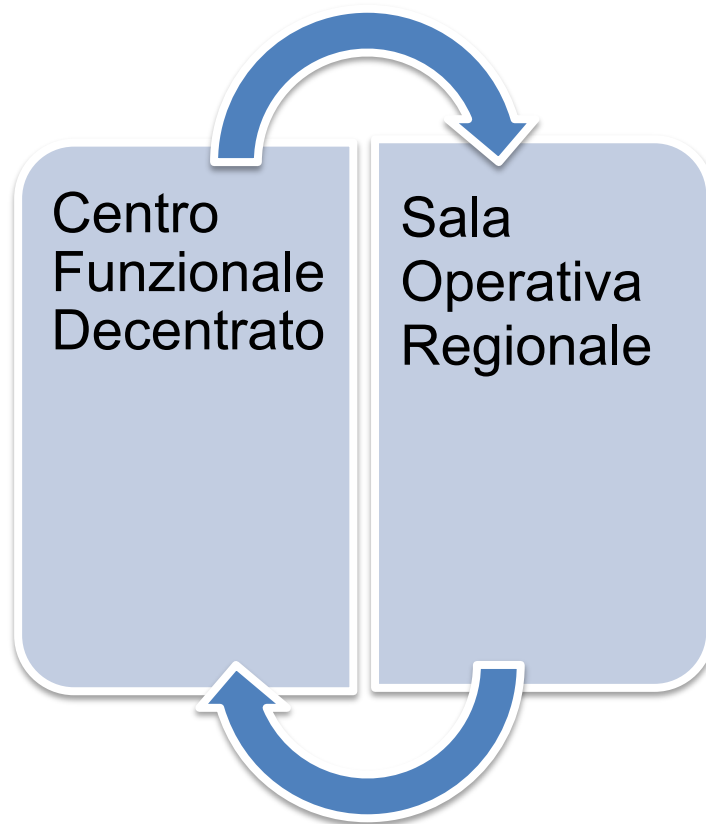 Centro
Funzionale
Decentrato
Sala
Operativa
Regionale